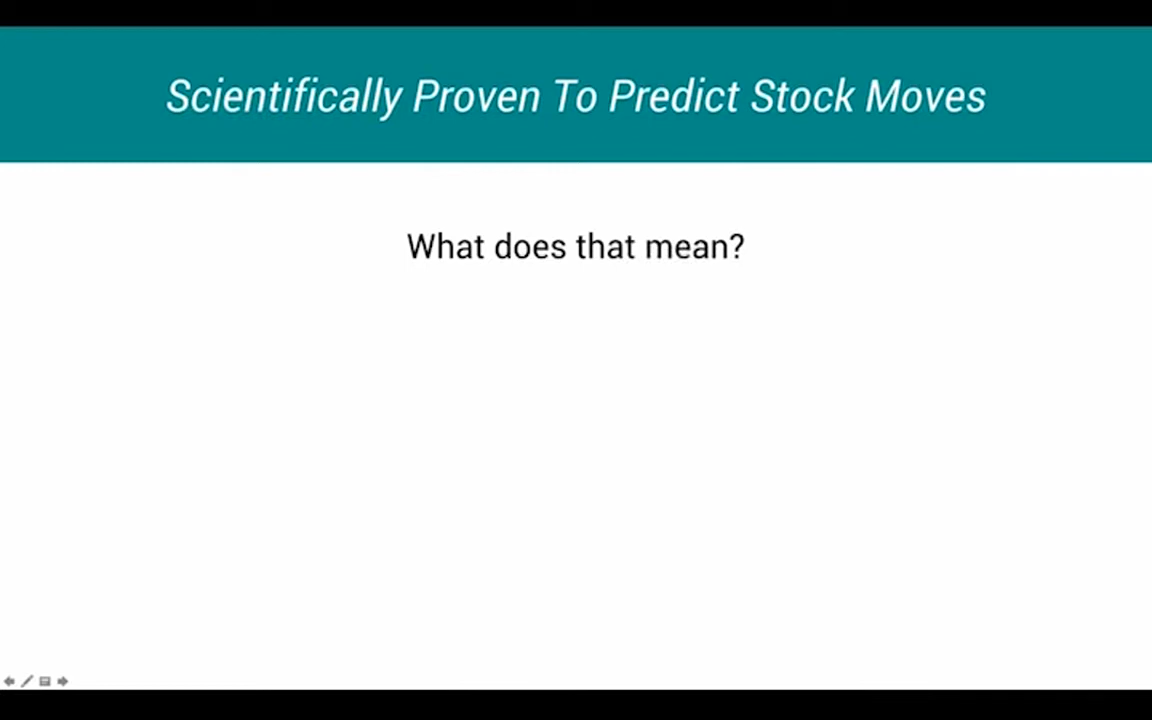 Scientifically Proven To Predict Stock Moves
What does that mean?